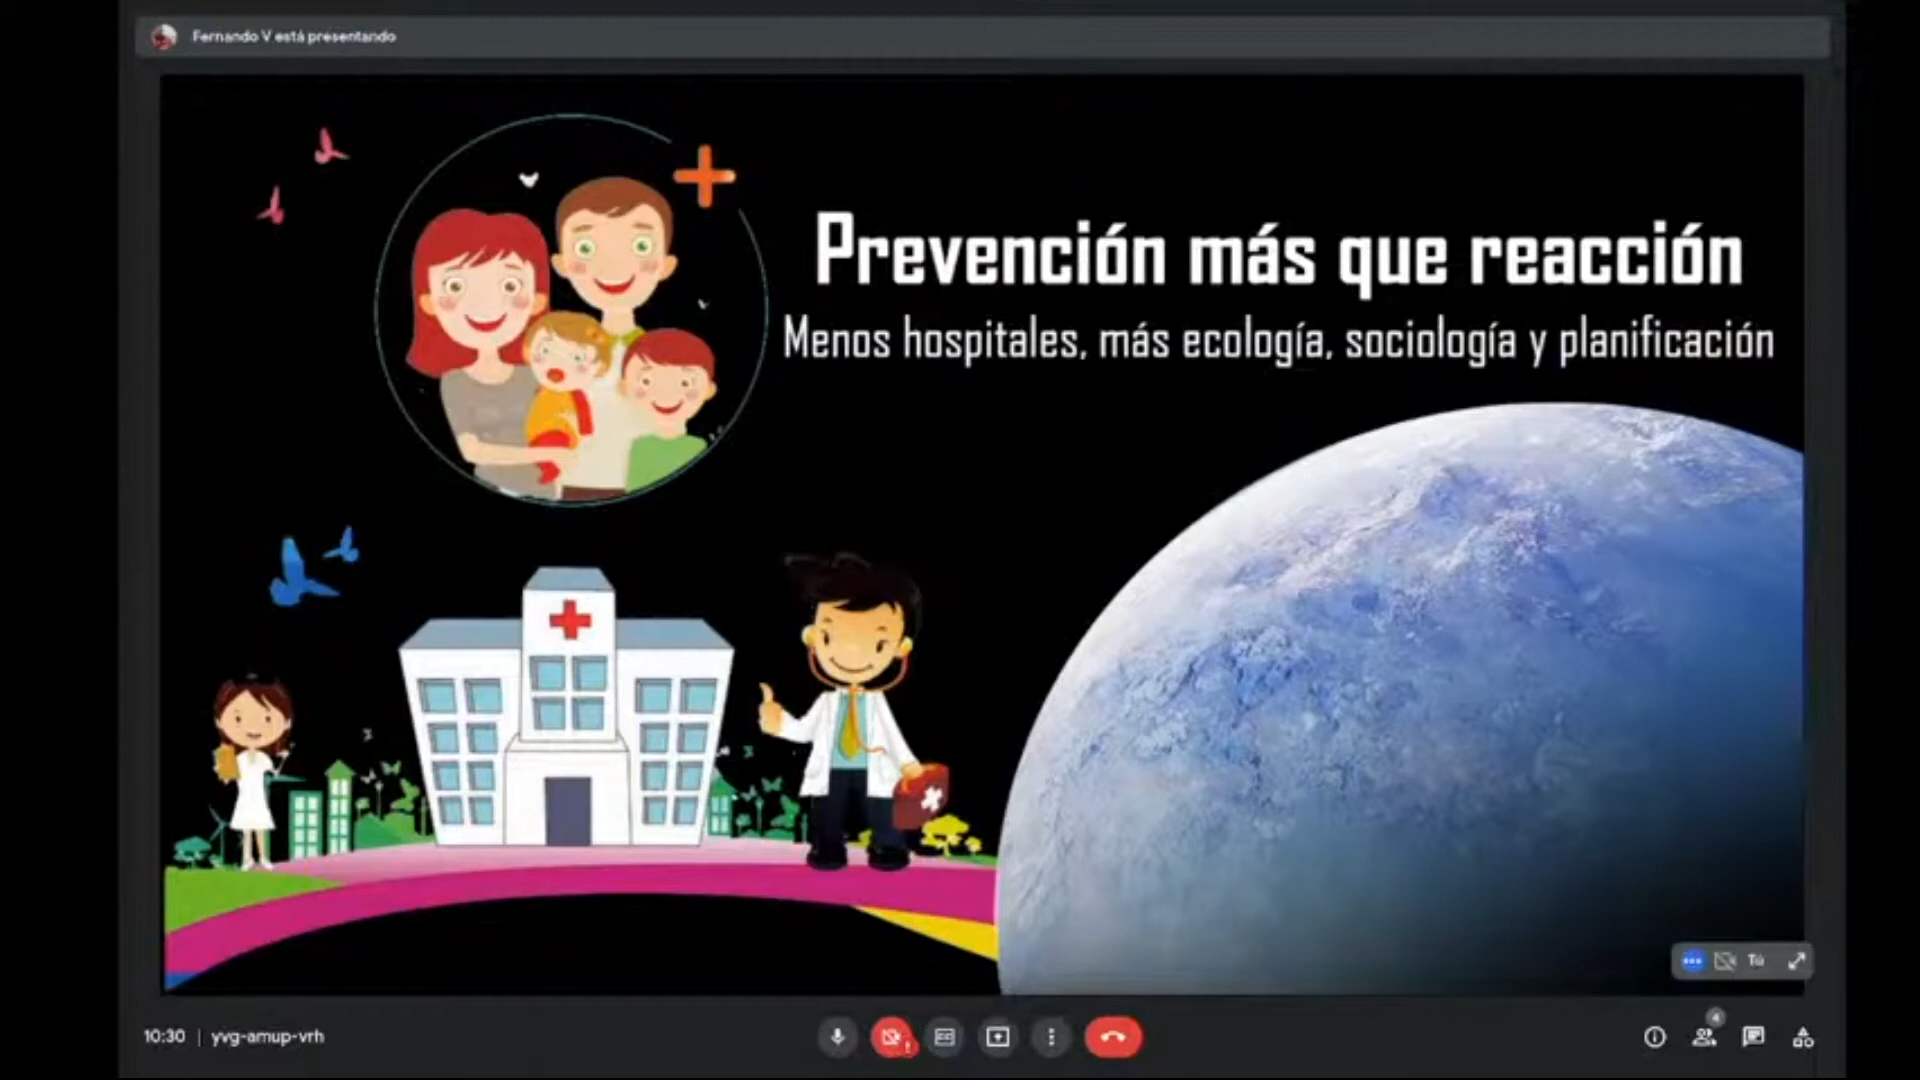 Fernando V está presentando
Prevención más que reacción
Menos hospitales, más ecología, sociología y planificación
Tú
4
10:30 | yvg-amup-vrh